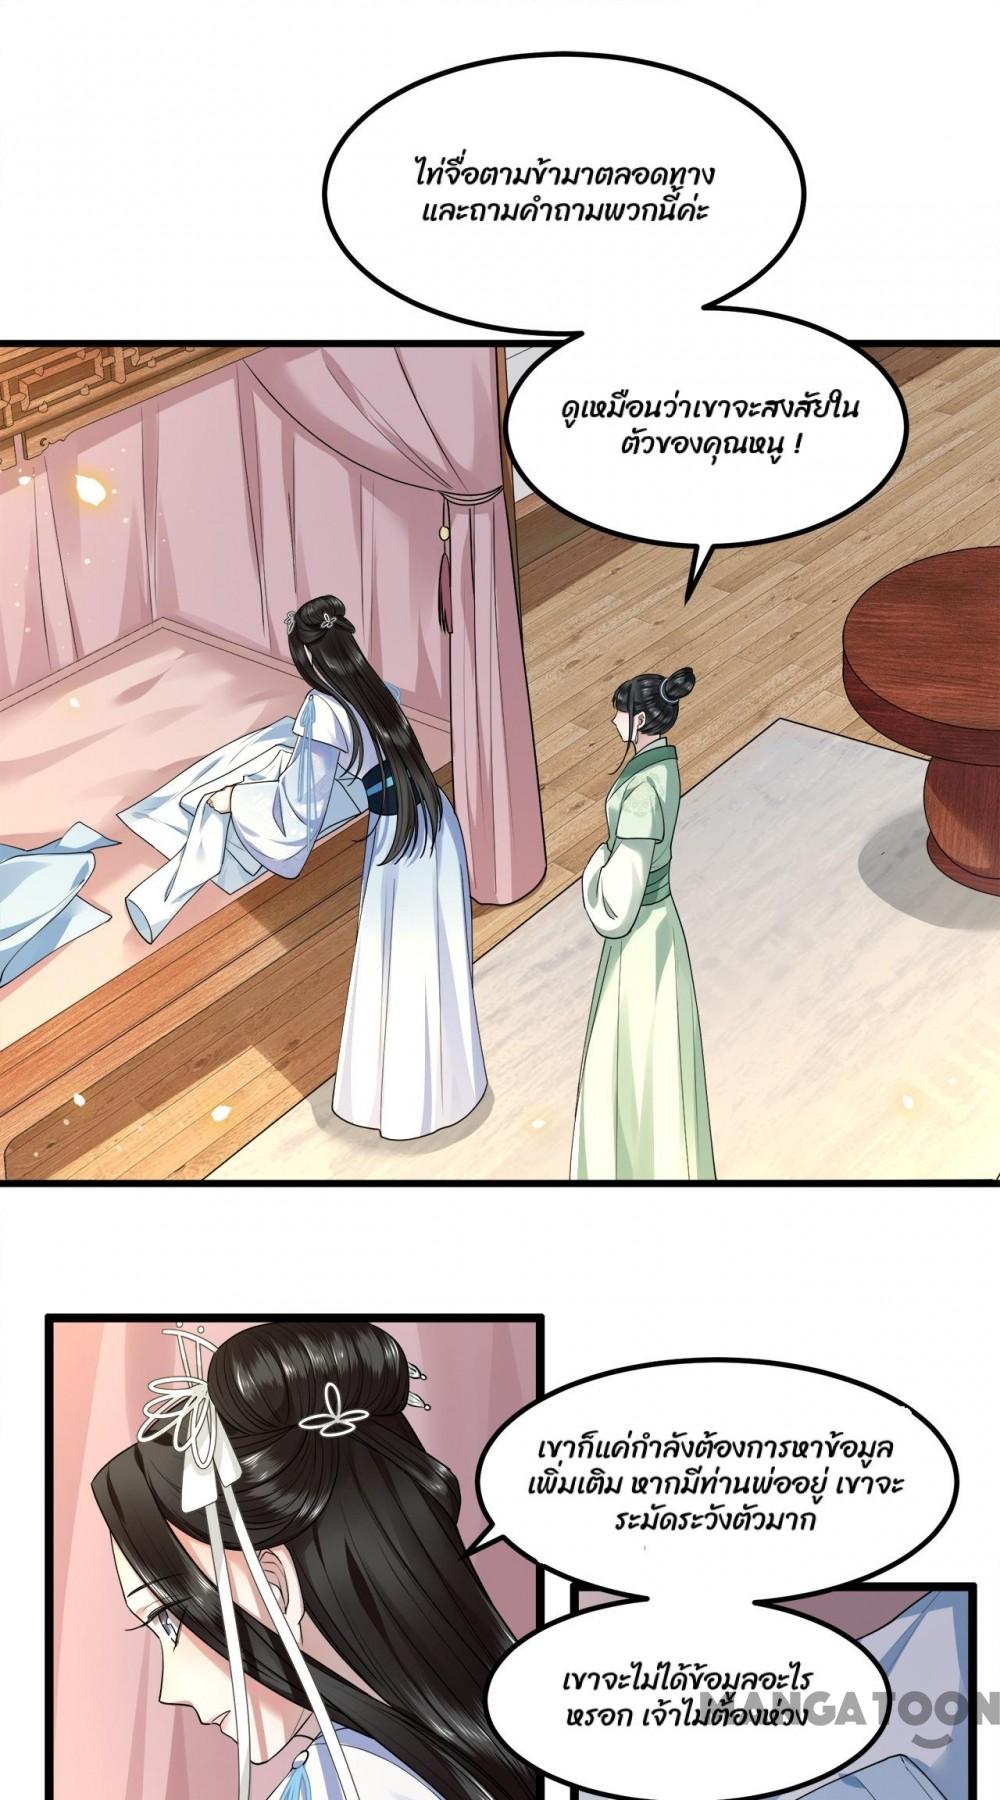 ไท่จื่อตามข้ามาตลอดทาง
และถามคำถามพวกนี้ค่ะ
ดูเหมือนว่าเขาจะสงสัยใน
ตัวของคุณหนู !
เขาก็แค่กำลังต้องการหาข้อมูล
เพิ่มเติม หากมีท่านพ่ออยู่ เขาจะ
ระมัดระวังตัวมาก
เขาจะไม่ได้ข้อมูลอะไร
หรอก เจ้าไม่ต้องห่วง
MANGATOON